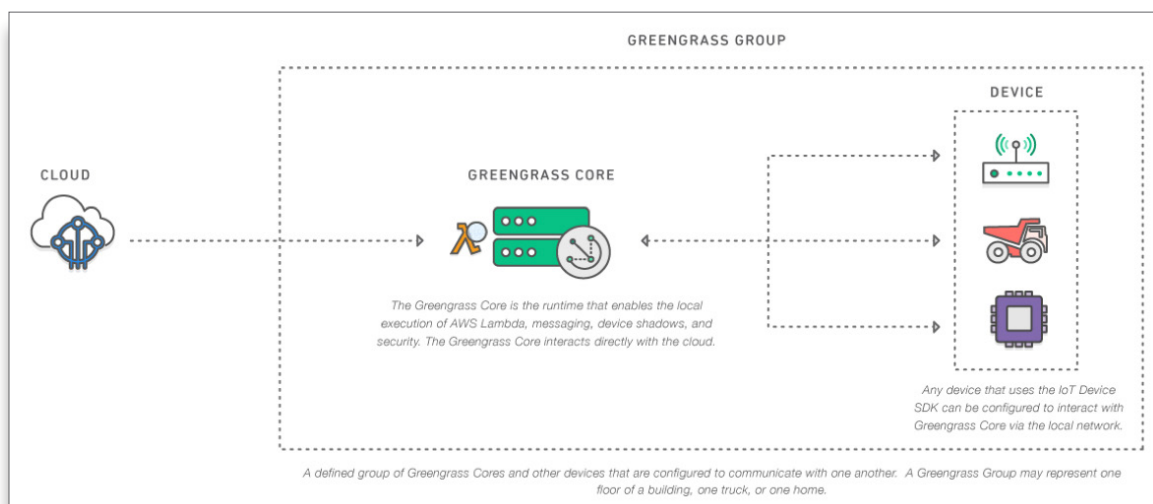 GREENGRASS GROUP
DEVICE
CLOUD
GREENGRASS CORE
The Greengrass Core is the runtime that enables the local
execution of AWS Lambda, messaging, device shadows, and
security. The Greengrass Core interacts directly with the cloud.
Any device that uses the IoT Device
SDK can be configured to interact with
Greengrass Core via the local network.
A defined group of Greengrass Cores and other devices that are configured to communicate with one another. A Greengrass Group may represent one
floor of a building, one truck, or one home.